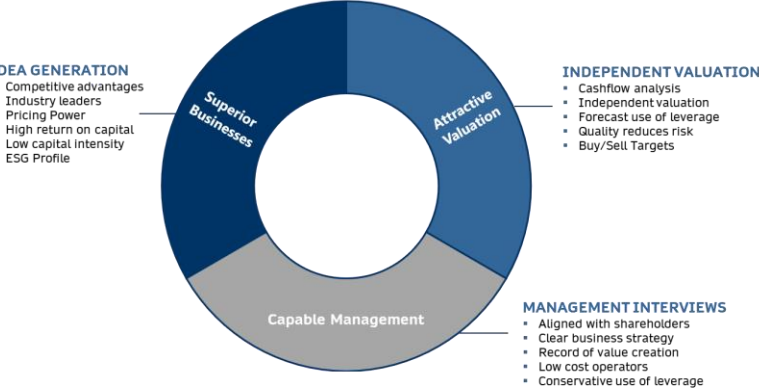 DEA GENERATION
Competitive advantages
Industry leaders
Pricing Power
High return on capital
Low capital intensity
ESG Profile
Superior
Businesses
Attractive
Valuation
INDEPENDENT VALUATION
▪ Cashflow analysis
▪ Independent valuation
▪ Forecast use of leverage
▪ Quality reduces risk
▪ Buy/Sell Targets
Capable Management
MANAGEMENT INTERVIEWS
▪ Aligned with shareholders
▪ Clear business strategy
▪ Record of value creation
▪ Low cost operators
▪ Conservative use of leverage